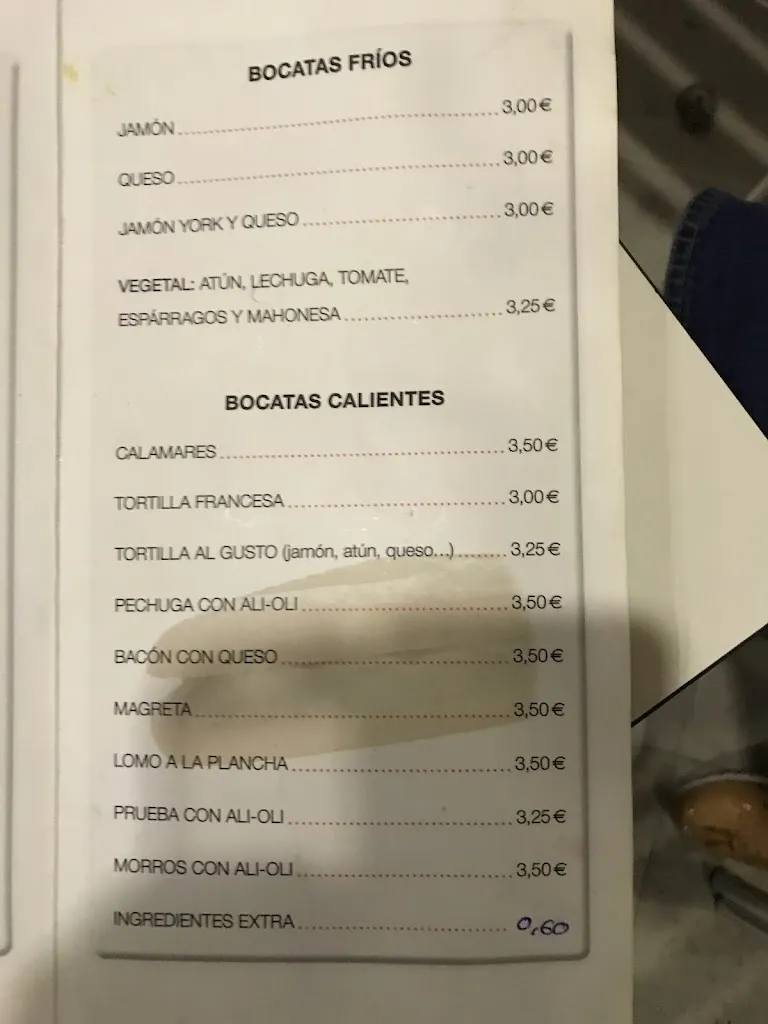 BOCATAS FRÍOS
JAMÓN 3,00€
QUESO 3,00€
JAMÓN YORK Y QUESO 3,00€
VEGETAL: ATÚN, LECHUGA, TOMATE,
ESPÁRRAGOS Y MAHONESA 3,25€
BOCATAS CALIENTES
CALAMARES 3,50€
TORTILLA FRANCESA 3,00€
TORTILLA AL GUSTO (jamón, atún, queso...) 3,25€
PECHUGA CON ALI-OLI 3,50€
BACÓN CON QUESO 3,50€
MAGRETA 3,50€
LOMO A LA PLANCHA 3,50€
PRUEBA CON ALI-OLI 3,25€
MORROS CON ALI-OLI 3,50€
INGREDIENTES EXTRA 0,60